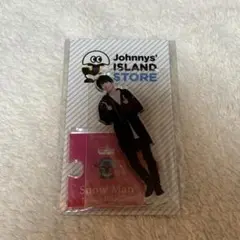 Johnnys'
ISLAND
STORE
Snow Man